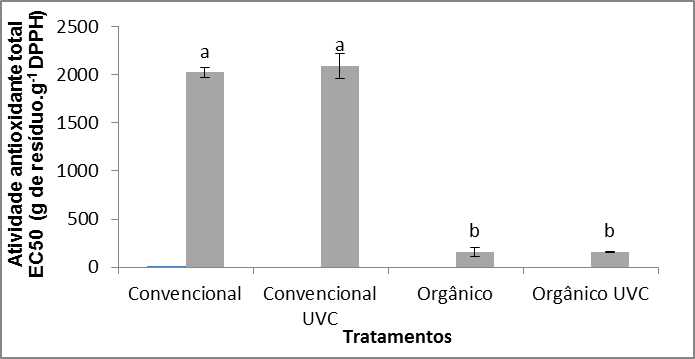 Atividade antioxidante total
EC50 (g de resíduo.g-1 DPPH)
2500
2000
1500
1000
500
0
a
a
b
b
Convencional
Convencional
UVC
Orgânico
Orgânico UVC
Tratamentos